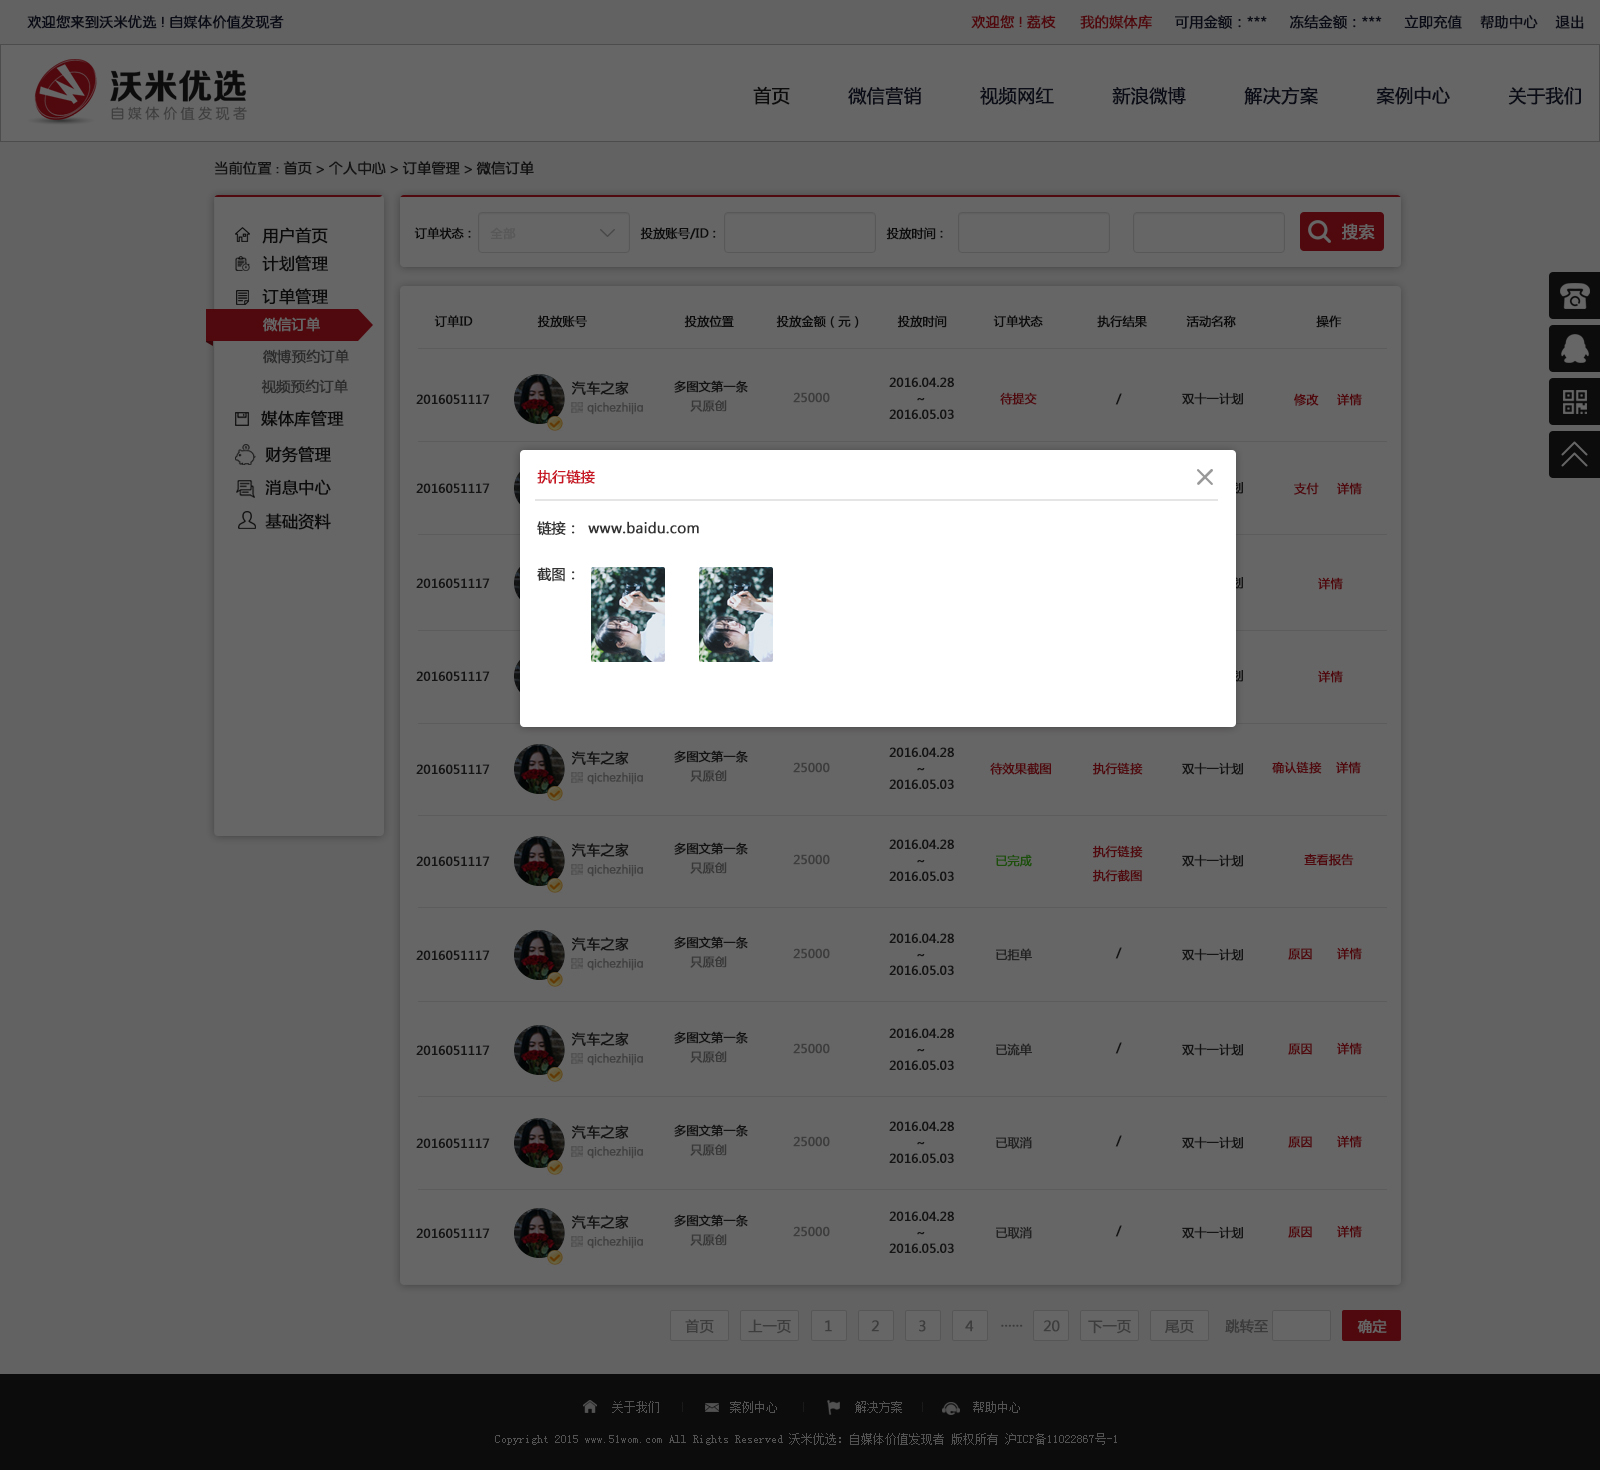 欢迎您来到沃米优选！自媒体价值发现者
欢迎您！荔枝 我的媒体库 可用金额：*** 冻结金额：*** 立即充值 帮助中心 退出
沃米优选
自媒体价值发现者
首页 微信营销 视频网红 新浪微博 解决方案 案例中心 关于我们
当前位置：首页 > 个人中心 > 订单管理 > 微信订单
用户首页
计划管理
订单管理
微信订单
微博预约订单
视频预约订单
媒体库管理
财务管理
消息中心
基础资料
订单状态： 全部 投放账号/ID： 投放时间： 搜索
订单ID 投放账号 投放位置 投放金额（元） 投放时间 订单状态 执行结果 活动名称 操作
2016051117 汽车之家 qichezhijia 多图文第一条 只原创 25000 2016.04.28 ~ 2016.05.03 待提交 / 双十一计划 修改 详情
2016051117 划 支付 详情
2016051117 划 详情
2016051117 划 详情
执行链接
链接： www.baidu.com
截图：
2016051117 汽车之家 qichezhijia 多图文第一条 只原创 25000 2016.04.28 ~ 2016.05.03 待效果截图 执行链接 双十一计划 确认链接 详情
2016051117 汽车之家 qichezhijia 多图文第一条 只原创 25000 2016.04.28 ~ 2016.05.03 已完成 执行链接 执行截图 双十一计划 查看报告
2016051117 汽车之家 qichezhijia 多图文第一条 只原创 25000 2016.04.28 ~ 2016.05.03 已拒单 / 双十一计划 原因 详情
2016051117 汽车之家 qichezhijia 多图文第一条 只原创 25000 2016.04.28 ~ 2016.05.03 已流单 / 双十一计划 原因 详情
2016051117 汽车之家 qichezhijia 多图文第一条 只原创 25000 2016.04.28 ~ 2016.05.03 已取消 / 双十一计划 原因 详情
2016051117 汽车之家 qichezhijia 多图文第一条 只原创 25000 2016.04.28 ~ 2016.05.03 已取消 / 双十一计划 原因 详情
首页 上一页 1 2 3 4 ...... 20 下一页 尾页 跳转至 确定
关于我们 案例中心 解决方案 帮助中心
Copyright 2015 www.51wom.com All Rights Reserved 沃米优选: 自媒体价值发现者 版权所有 沪ICP备11022867号-1